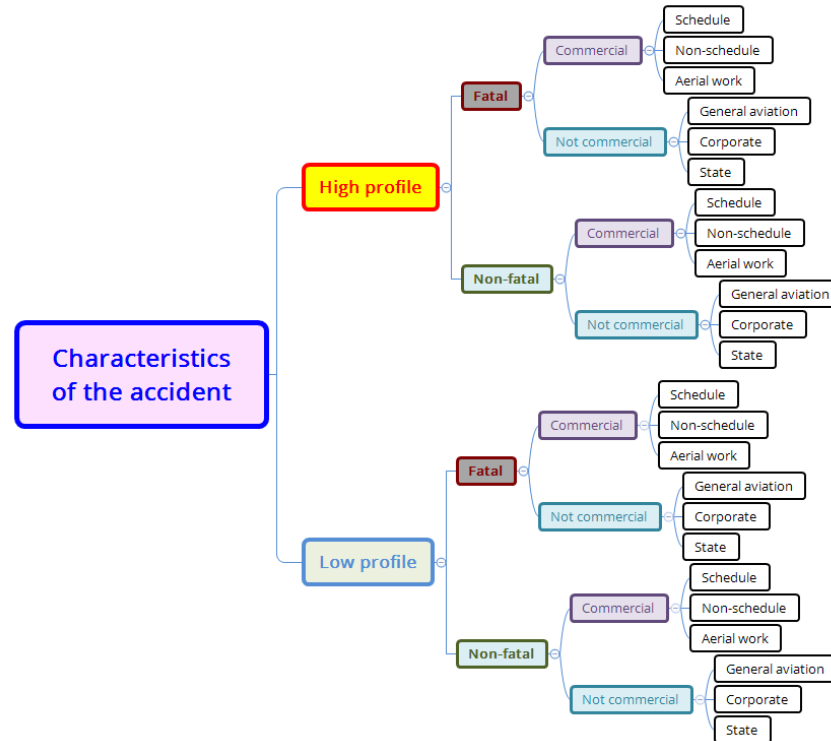 Characteristics
of the accident
High profile
Fatal
Commercial
Schedule
Non-schedule
Aerial work
Not commercial
General aviation
Corporate
State
Non-fatal
Commercial
Schedule
Non-schedule
Aerial work
Not commercial
General aviation
Corporate
State
Low profile
Fatal
Commercial
Schedule
Non-schedule
Aerial work
Not commercial
General aviation
Corporate
State
Non-fatal
Commercial
Schedule
Non-schedule
Aerial work
Not commercial
General aviation
Corporate
State